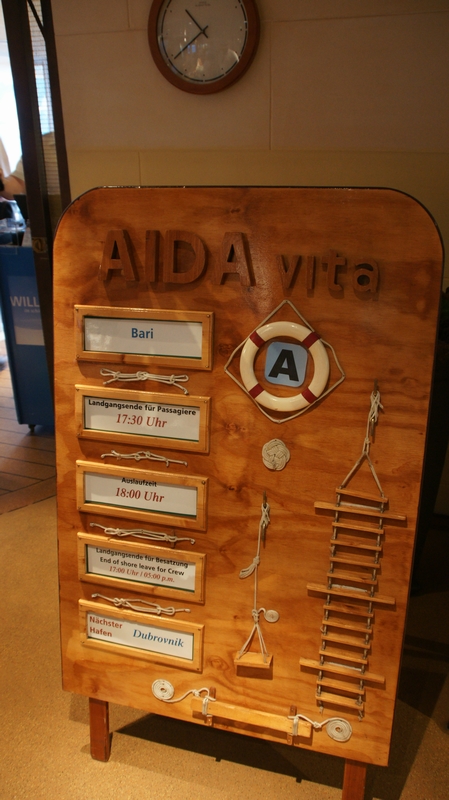 AIDA vita
Bari
A
Landgangsende für Passagiere
17:30 Uhr
Auslaufzeit
18:00 Uhr
Landgangsende für Besatzung
End of shore leave for Crew
17:00 Uhr / 05:00 p.m.
Nächster
Hafen
Dubrovnik
WILL